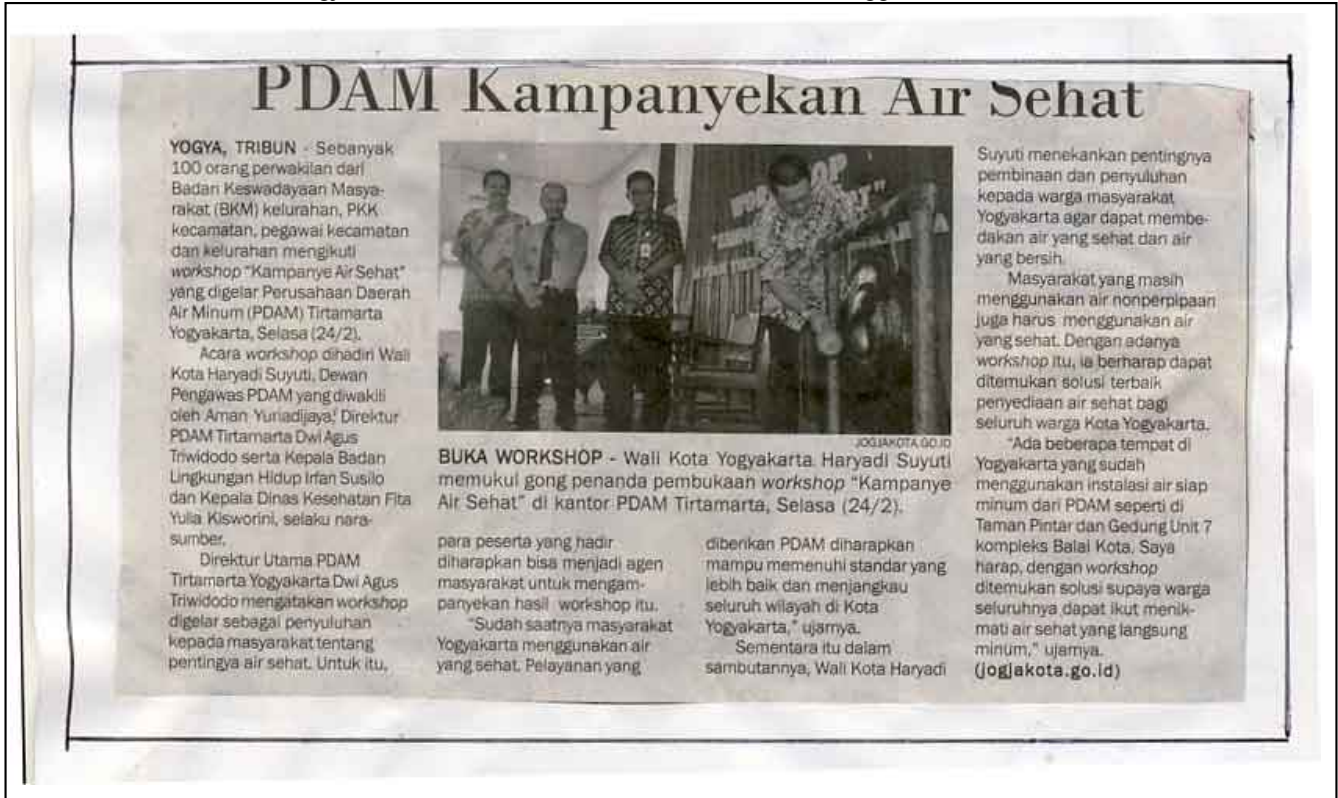 PDAM Kampanyekan Air Sehat
YOGYA, TRIBUN - Sebanyak
100 orang perwakilan dari
Badan Keswadayaan Masya-
rakat (BKM) kelurahan, PKK
kecamatan, pegawai kecamatan
dan kelurahan mengikuti
workshop "Kampanye Air Sehat"
yang digelar Perusahaan Daerah
Air Minum (PDAM) Tirtamarta
Yogyakarta, Selasa (24/2).
Acara workshop dihadiri Wali
Kota Haryadi Suyuti, Dewan
Pengawas PDAM yang diwakili
oleh Aman Yuriadijaya, Direktur
PDAM Tirtamarta Dwi Agus
Triwidodo serta Kepala Badan
Lingkungan Hidup Irfan Susilo
dan Kepala Dinas Kesehatan Fita
Yulia Kisworini, selaku nara-
sumber.
Direktur Utama PDAM
Tirtamarta Yogyakarta Dwi Agus
Triwidodo mengatakan workshop
digelar sebagai penyuluhan
kepada masyarakat tentang
pentingya air sehat. Untuk itu,
JOGJAKOTA.GO.ID
BUKA WORKSHOP - Wali Kota Yogyakarta Haryadi Suyuti
memukul gong penanda pembukaan workshop "Kampanye
Air Sehat" di kantor PDAM Tirtamarta, Selasa (24/2).
para peserta yang hadir
diharapkan bisa menjadi agen
masyarakat untuk mengam-
panyekan hasil workshop itu.
"Sudah saatnya masyarakat
Yogyakarta menggunakan air
yang sehat. Pelayanan yang
diberikan PDAM diharapkan
mampu memenuhi standar yang
lebih baik dan menjangkau
seluruh wilayah di Kota
Yogyakarta," ujarnya.
Sementara itu dalam
sambutannya, Wali Kota Haryadi
Suyuti menekankan pentingnya
pembinaan dan penyuluhan
kepada warga masyarakat
Yogyakarta agar dapat membe-
dakan air yang sehat dan air
yang bersih.
Masyarakat yang masih
menggunakan air nonperpipaan
juga harus menggunakan air
yang sehat. Dengan adanya
workshop itu, ia berharap dapat
ditemukan solusi terbaik
penyediaan air sehat bagi
seluruh warga Kota Yogyakarta.
"Ada beberapa tempat di
Yogyakarta yang sudah
menggunakan instalasi air siap
minum dari PDAM seperti di
Taman Pintar dan Gedung Unit 7
kompleks Balai Kota. Saya
harap, dengan workshop
ditemukan solusi supaya warga
seluruhnya dapat ikut menik-
mati air sehat yang langsung
minum," ujarnya.
(jogjakota.go.id)